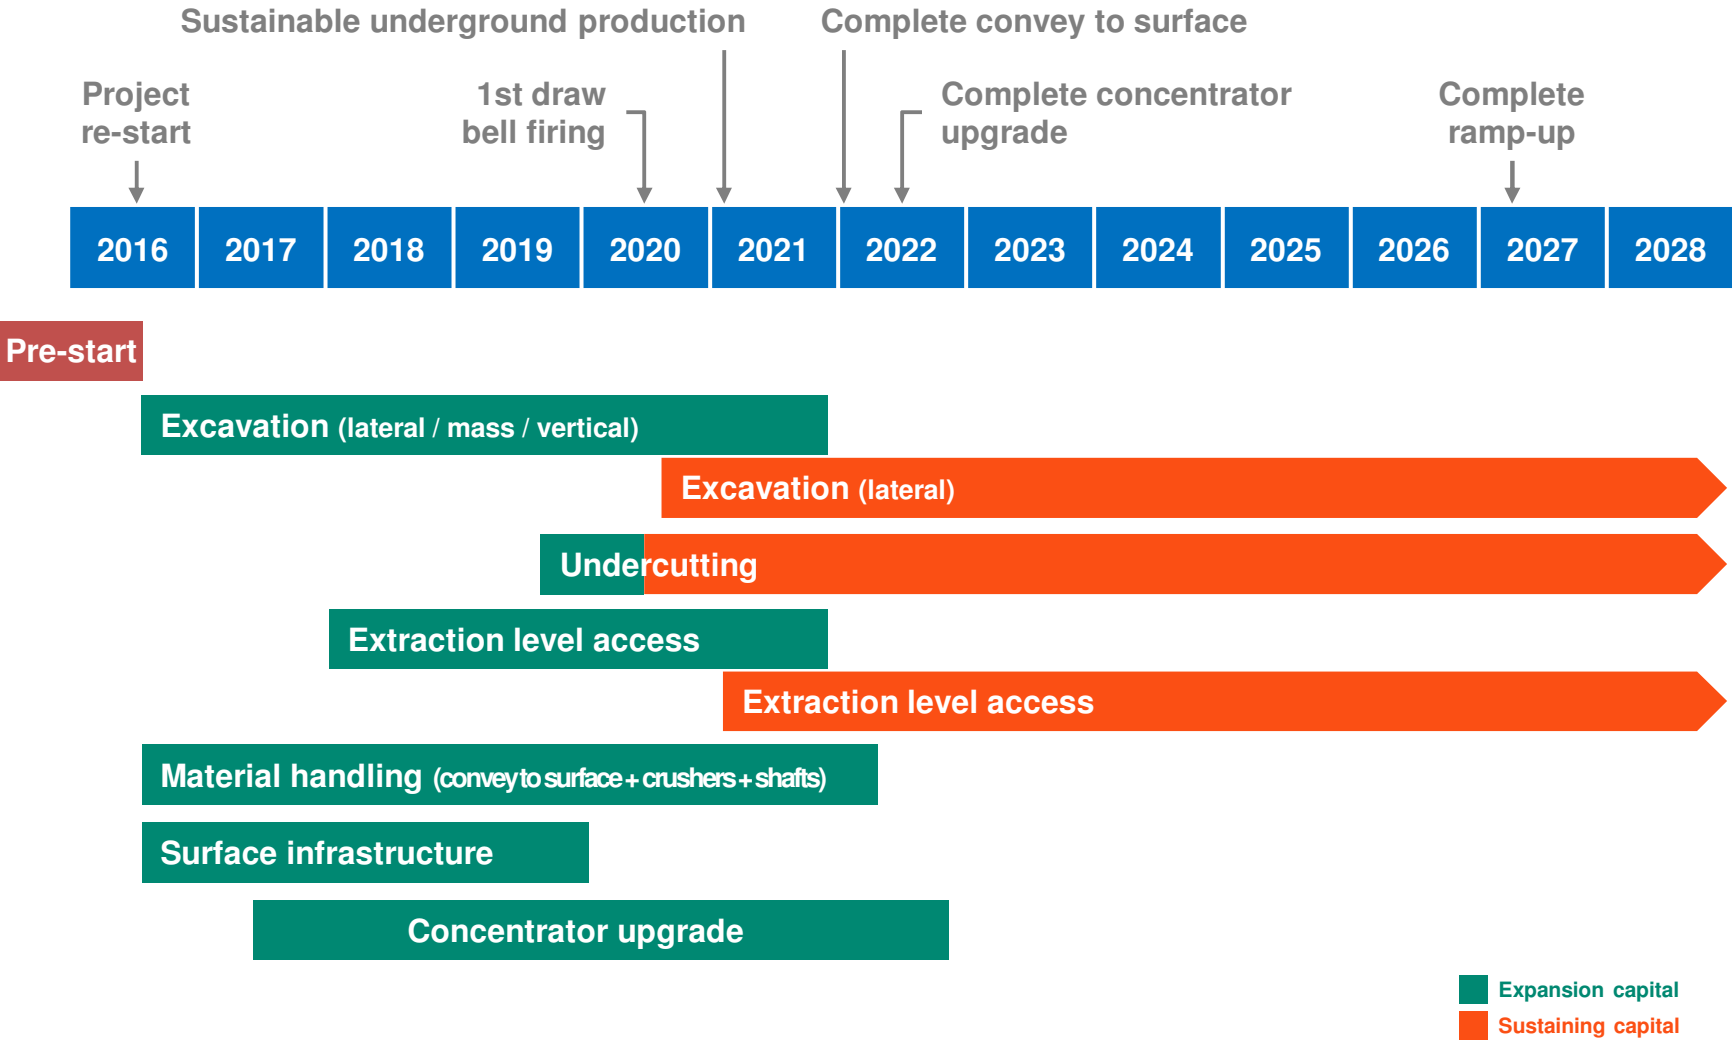 Sustainable underground production
Complete convey to surface
Project
re-start
1st draw
bell firing
Complete concentrator
upgrade
Complete
ramp-up
2016 2017 2018 2019 2020 2021 2022 2023 2024 2025 2026 2027 2028
Pre-start
Excavation (lateral / mass / vertical)
Excavation (lateral)
Undercutting
Extraction level access
Extraction level access
Material handling (convey to surface + crushers + shafts)
Surface infrastructure
Concentrator upgrade
Expansion capital
Sustaining capital